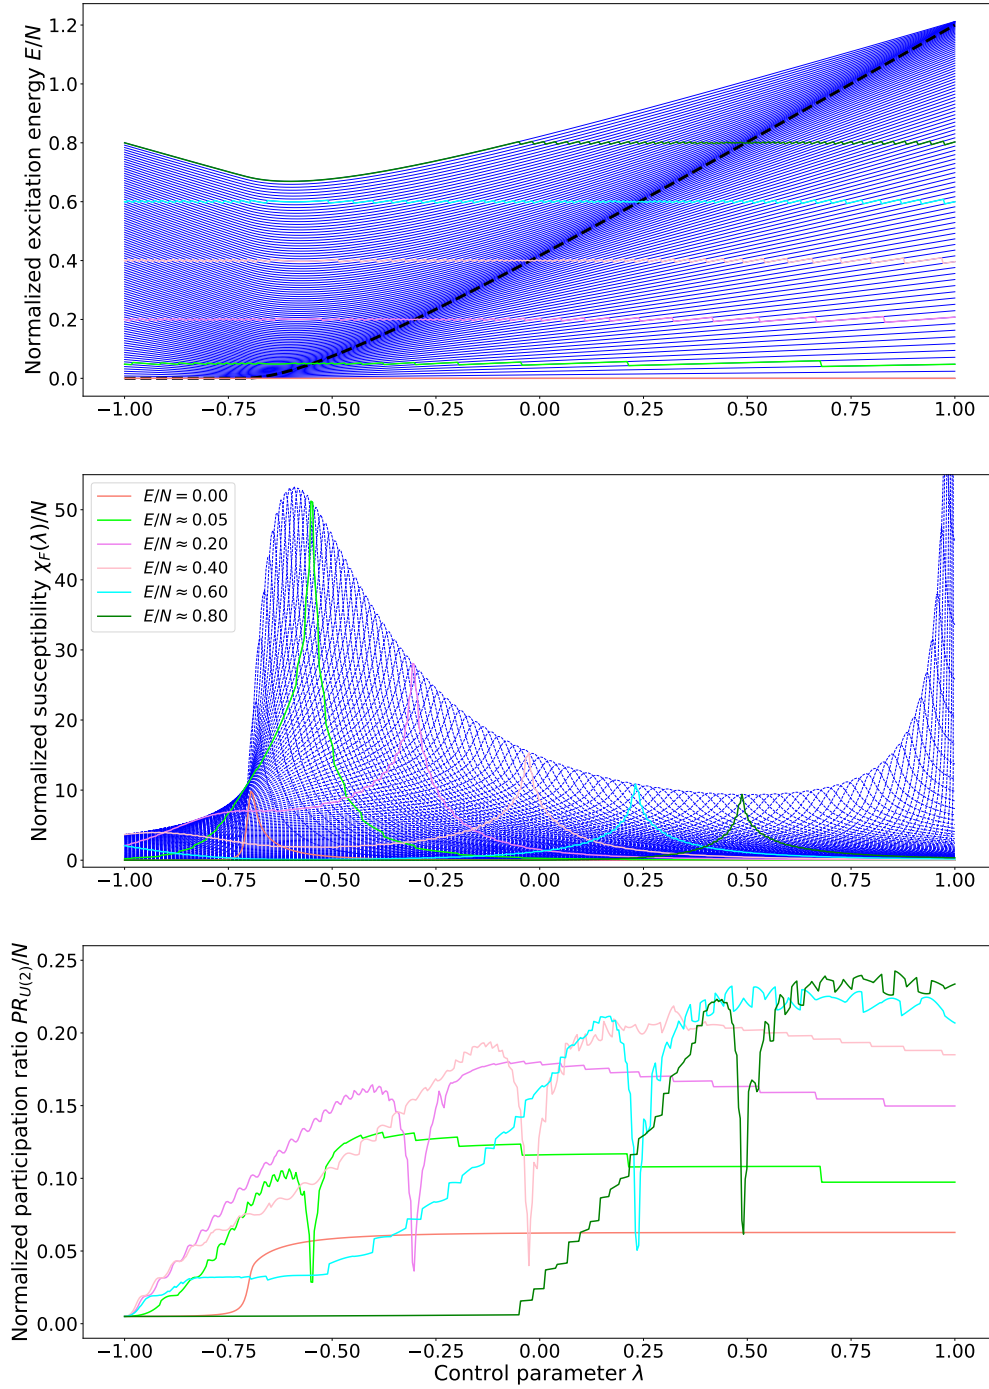 Normalized excitation energy E/N
1.2
1.0
0.8
0.6
0.4
0.2
0.0
−1.00 −0.75 −0.50 −0.25 0.00 0.25 0.50 0.75 1.00
Normalized susceptibility χF(λ)/N
50
40
30
20
10
0
E/N = 0.00
E/N ≈ 0.05
E/N ≈ 0.20
E/N ≈ 0.40
E/N ≈ 0.60
E/N ≈ 0.80
−1.00 −0.75 −0.50 −0.25 0.00 0.25 0.50 0.75 1.00
Normalized participation ratio PRU(2)/N
0.25
0.20
0.15
0.10
0.05
0.00
−1.00 −0.75 −0.50 −0.25 0.00 0.25 0.50 0.75 1.00
Control parameter λ